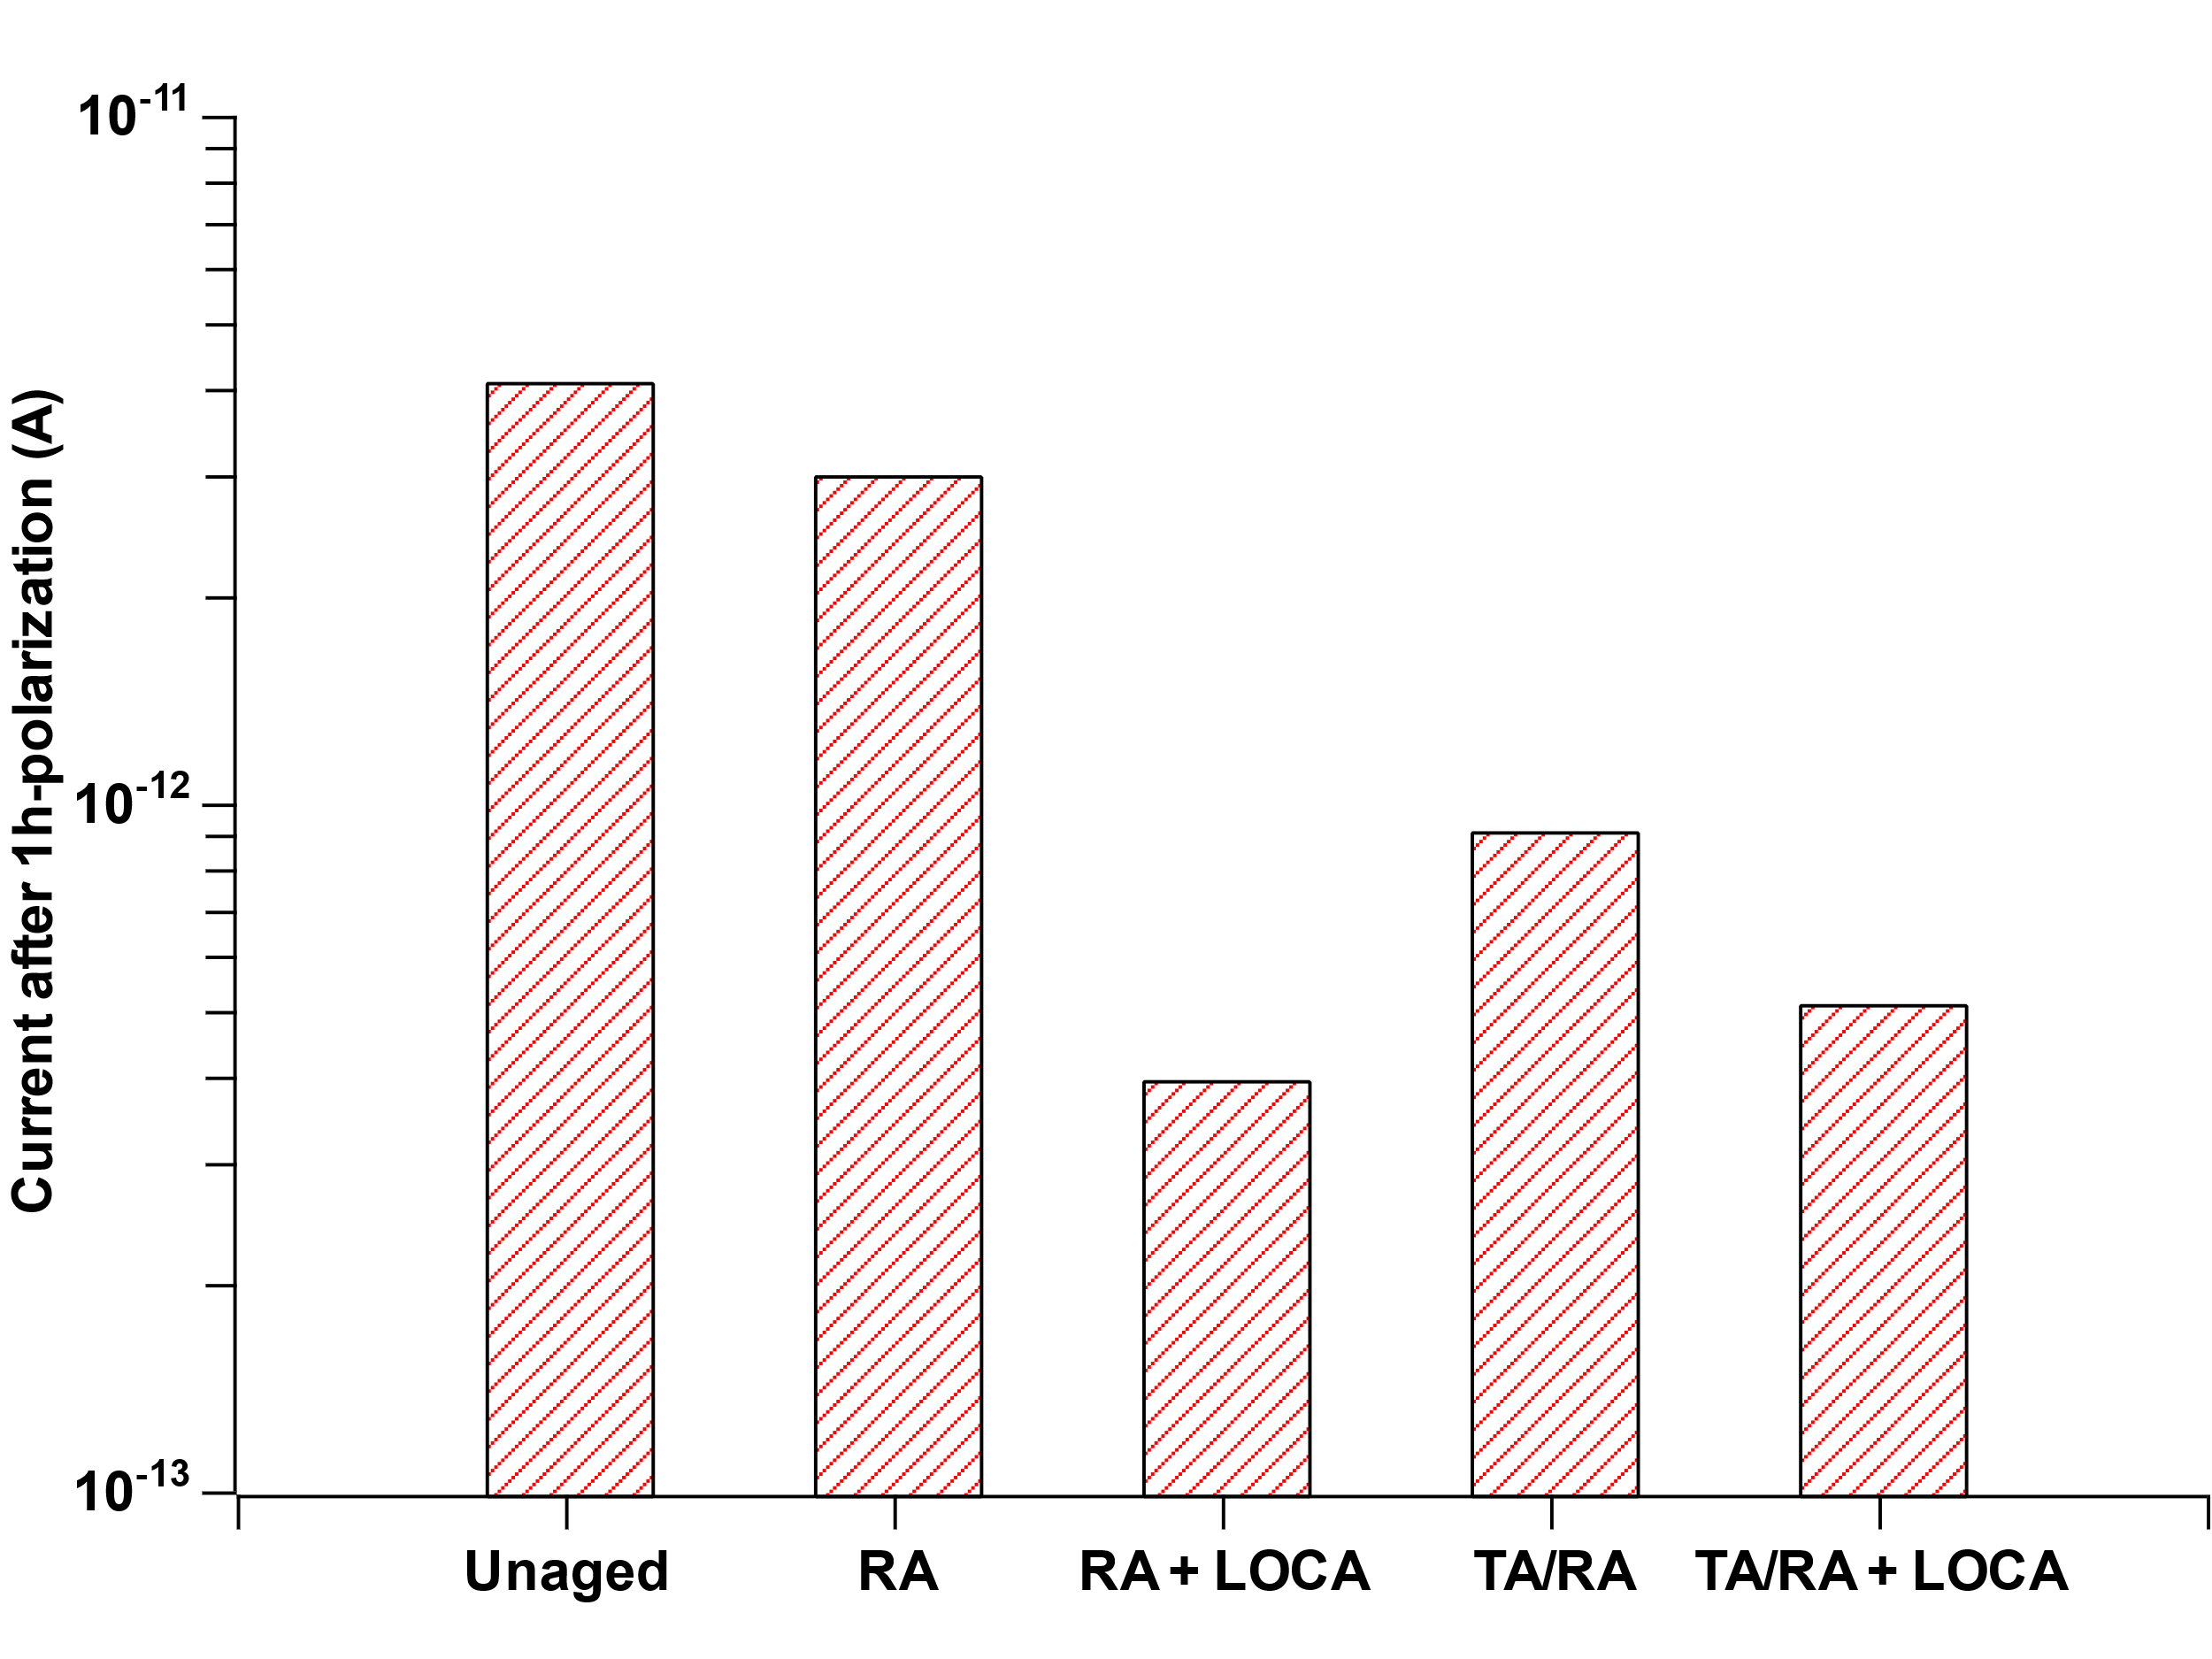 10⁻¹¹
10⁻¹²
10⁻¹³
Current after 1h-polarization (A)
Unaged
RA
RA + LOCA
TA/RA
TA/RA + LOCA